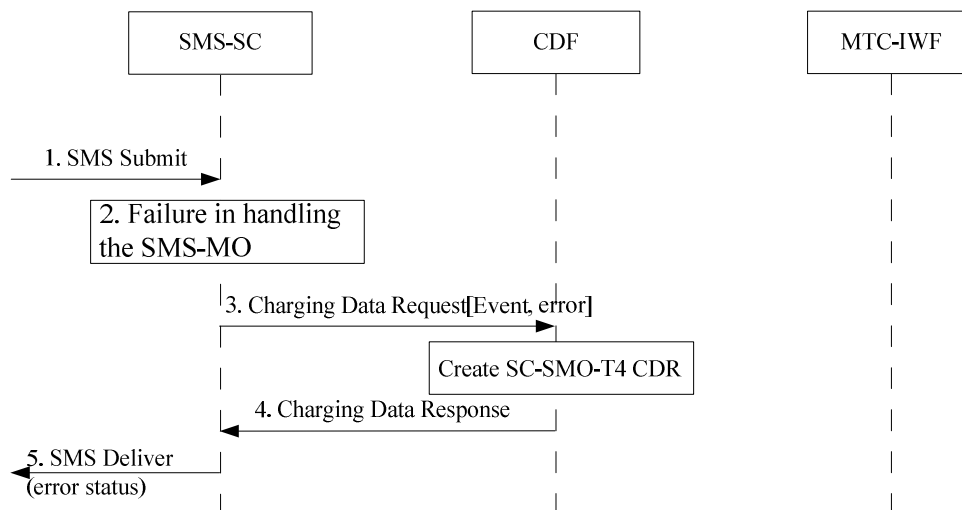 SMS-SC
CDF
MTC-IWF
1. SMS Submit
2. Failure in handling
the SMS-MO
3. Charging Data Request[Event, error]
Create SC-SMO-T4 CDR
4. Charging Data Response
5. SMS Deliver
(error status)